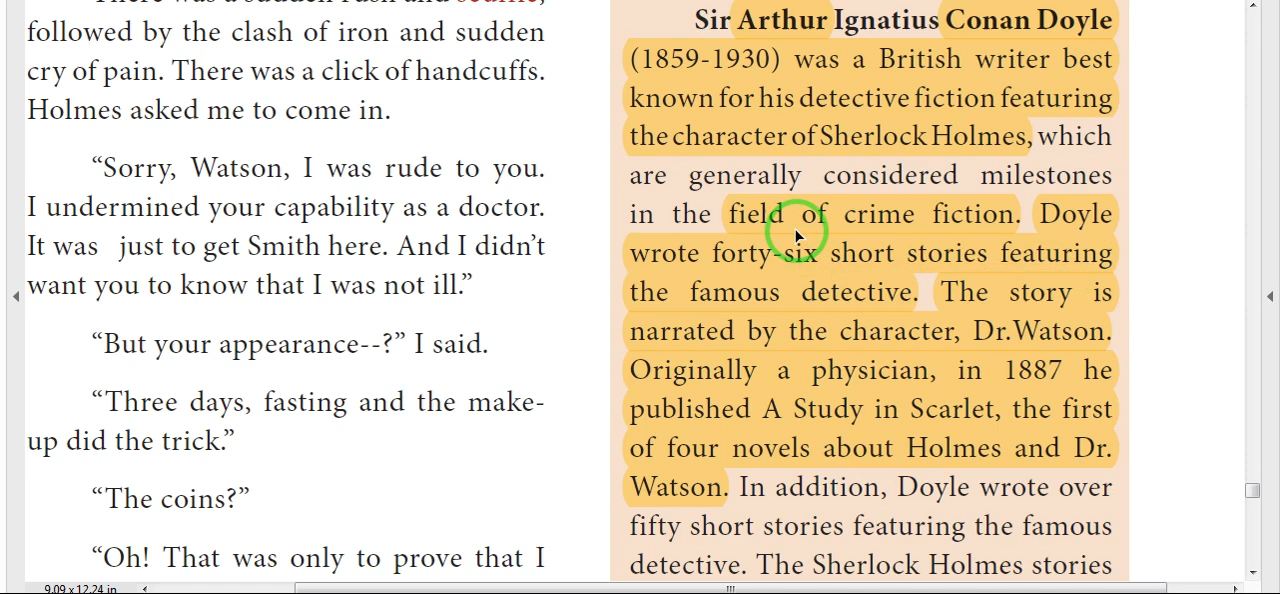 There was a sudden rush and scuffle,
followed by the clash of iron and sudden
cry of pain. There was a click of handcuffs.
Holmes asked me to come in.
“Sorry, Watson, I was rude to you.
I undermined your capability as a doctor.
It was just to get Smith here. And I didn’t
want you to know that I was not ill.”
“But your appearance--?” I said.
“Three days, fasting and the make-
up did the trick.”
“The coins?”
“Oh! That was only to prove that I
Sir Arthur Ignatius Conan Doyle
(1859-1930) was a British writer best
known for his detective fiction featuring
the character of Sherlock Holmes, which
are generally considered milestones
in the field of crime fiction. Doyle
wrote forty-six short stories featuring
the famous detective. The story is
narrated by the character, Dr.Watson.
Originally a physician, in 1887 he
published A Study in Scarlet, the first
of four novels about Holmes and Dr.
Watson. In addition, Doyle wrote over
fifty short stories featuring the famous
detective. The Sherlock Holmes stories
9.09 x 12.24 in